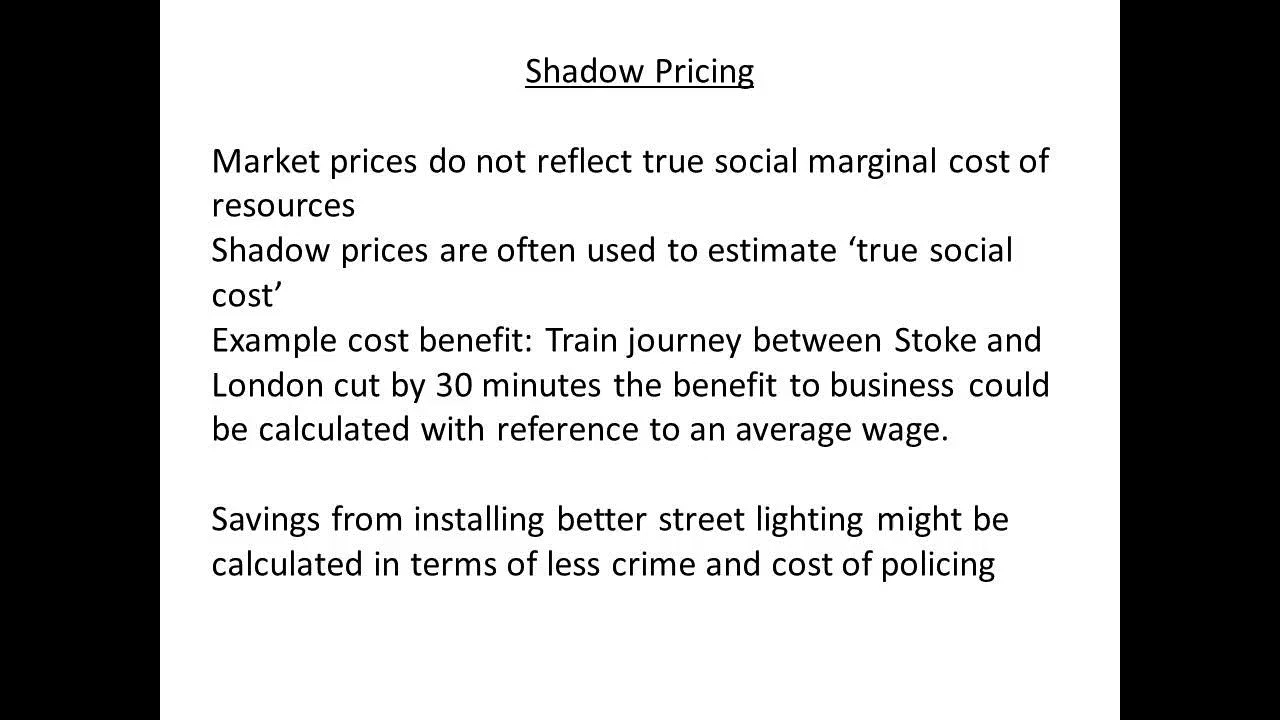 Shadow Pricing
Market prices do not reflect true social marginal cost of
resources
Shadow prices are often used to estimate ‘true social
cost’
Example cost benefit: Train journey between Stoke and
London cut by 30 minutes the benefit to business could
be calculated with reference to an average wage.
Savings from installing better street lighting might be
calculated in terms of less crime and cost of policing